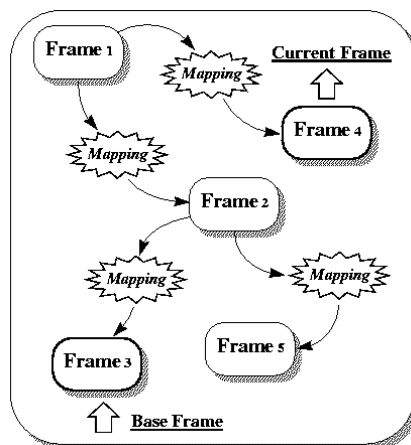 Frame 1
Current Frame
Mapping
Frame 4
Mapping
Frame 2
Mapping
Mapping
Frame 3
Frame 5
Base Frame